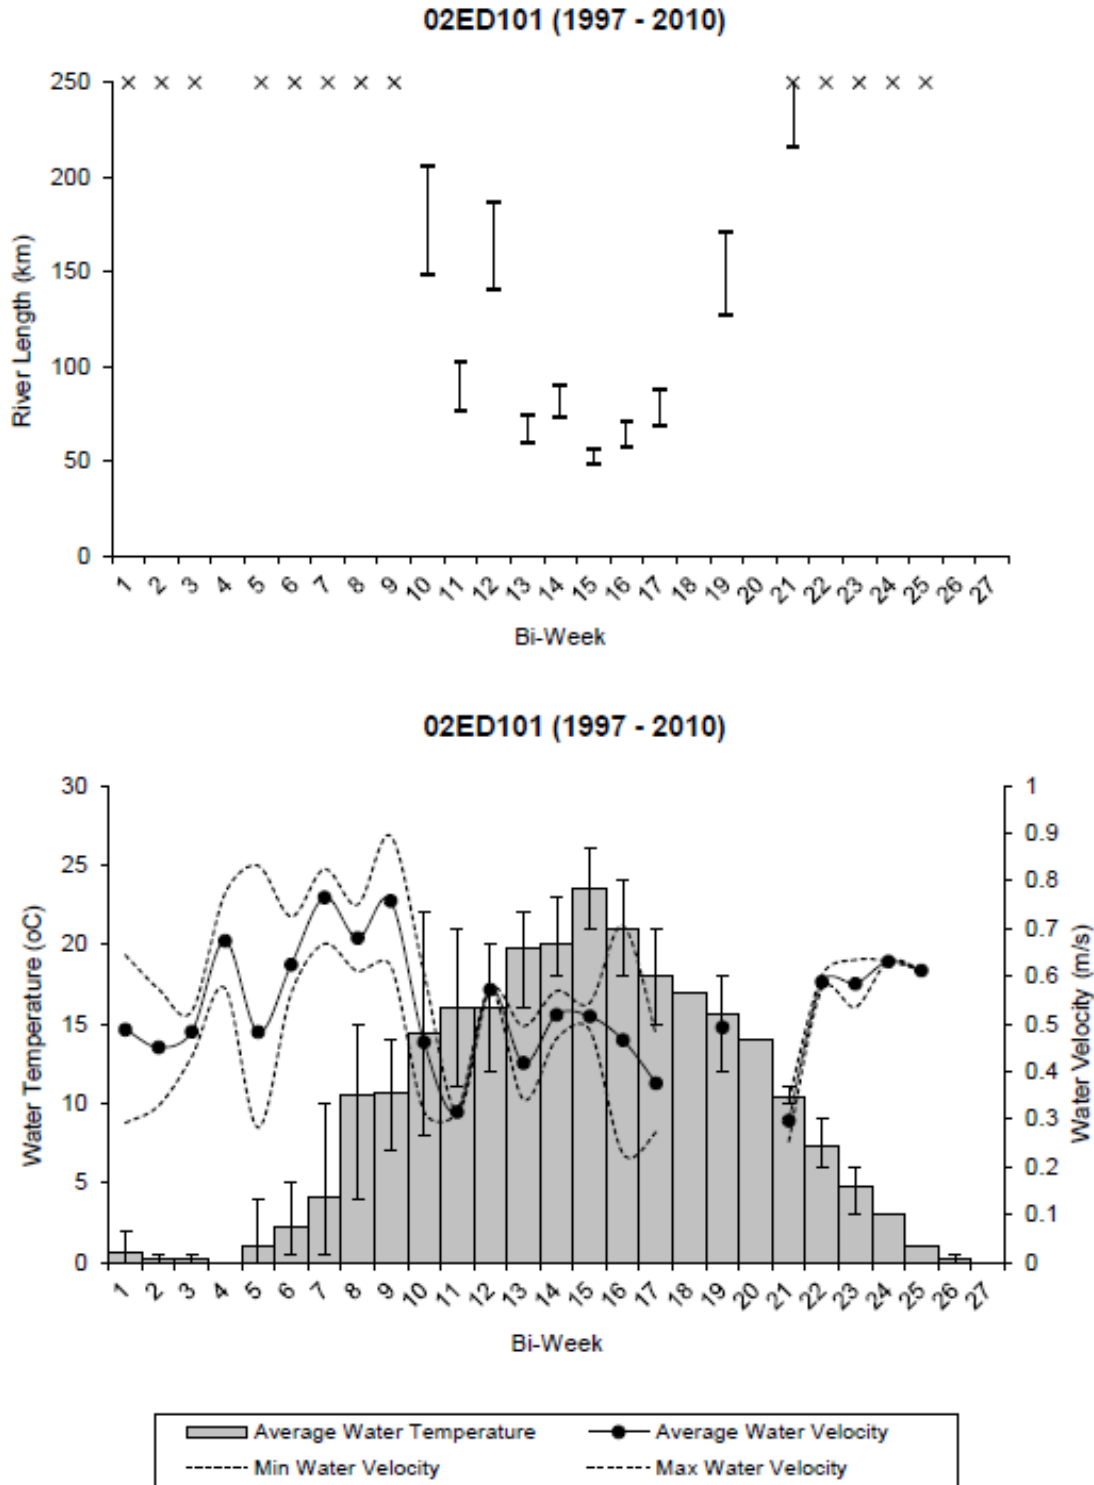 02ED101 (1997 - 2010)
250
200
150
100
50
0
River Length (km)
1 2 3 4 5 6 7 8 9 10 11 12 13 14 15 16 17 18 19 20 21 22 23 24 25 26 27
Bi-Week
02ED101 (1997 - 2010)
30
25
20
15
10
5
0
Water Temperature (oC)
1
0.9
0.8
0.7
0.6
0.5
0.4
0.3
0.2
0.1
0
Water Velocity (m/s)
1 2 3 4 5 6 7 8 9 10 11 12 13 14 15 16 17 18 19 20 21 22 23 24 25 26 27
Bi-Week
Average Water Temperature
Average Water Velocity
Min Water Velocity
Max Water Velocity